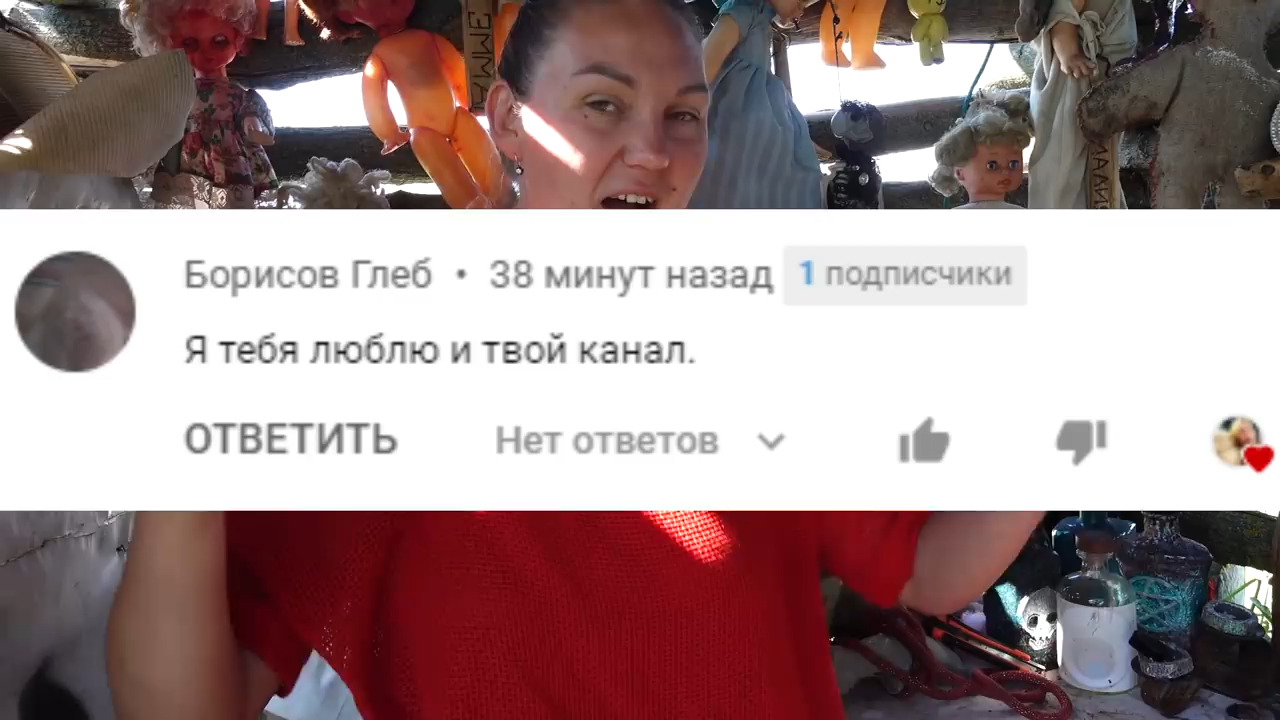 Борисов Глеб • 38 минут назад 1 подписчики
Я тебя люблю и твой канал.
ОТВЕТИТЬ Нет ответов